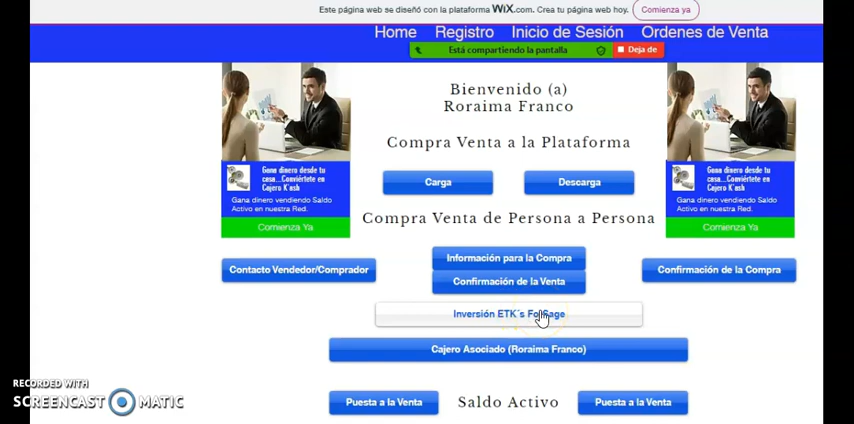 Este página web se diseñó con la plataforma WiX.com. Crea tu página web hoy. Comienza ya
Home Registro Inicio de Sesión Ordenes de Venta
Está compartiendo la pantalla Deja de
Bienvenido (a)
Roraima Franco
Compra Venta a la Plataforma
Carga Descarga
Gana dinero desde tu
casa...Conviértete en
Cajero K'ash
Gana dinero vendiendo Saldo
Activo en nuestra Red.
Comienza Ya
Gana dinero desde tu
casa...Conviértete en
Cajero K'ash
Gana dinero vendiendo Saldo
Activo en nuestra Red.
Comienza Ya
Compra Venta de Persona a Persona
Información para la Compra
Contacto Vendedor/Comprador
Confirmación de la Venta
Confirmación de la Compra
Inversión ETK´s
Cajero Asociado (Roraima Franco)
Puesta a la Venta Saldo Activo Puesta a la Venta
RECORDED WITH
SCREENCAST MATIC